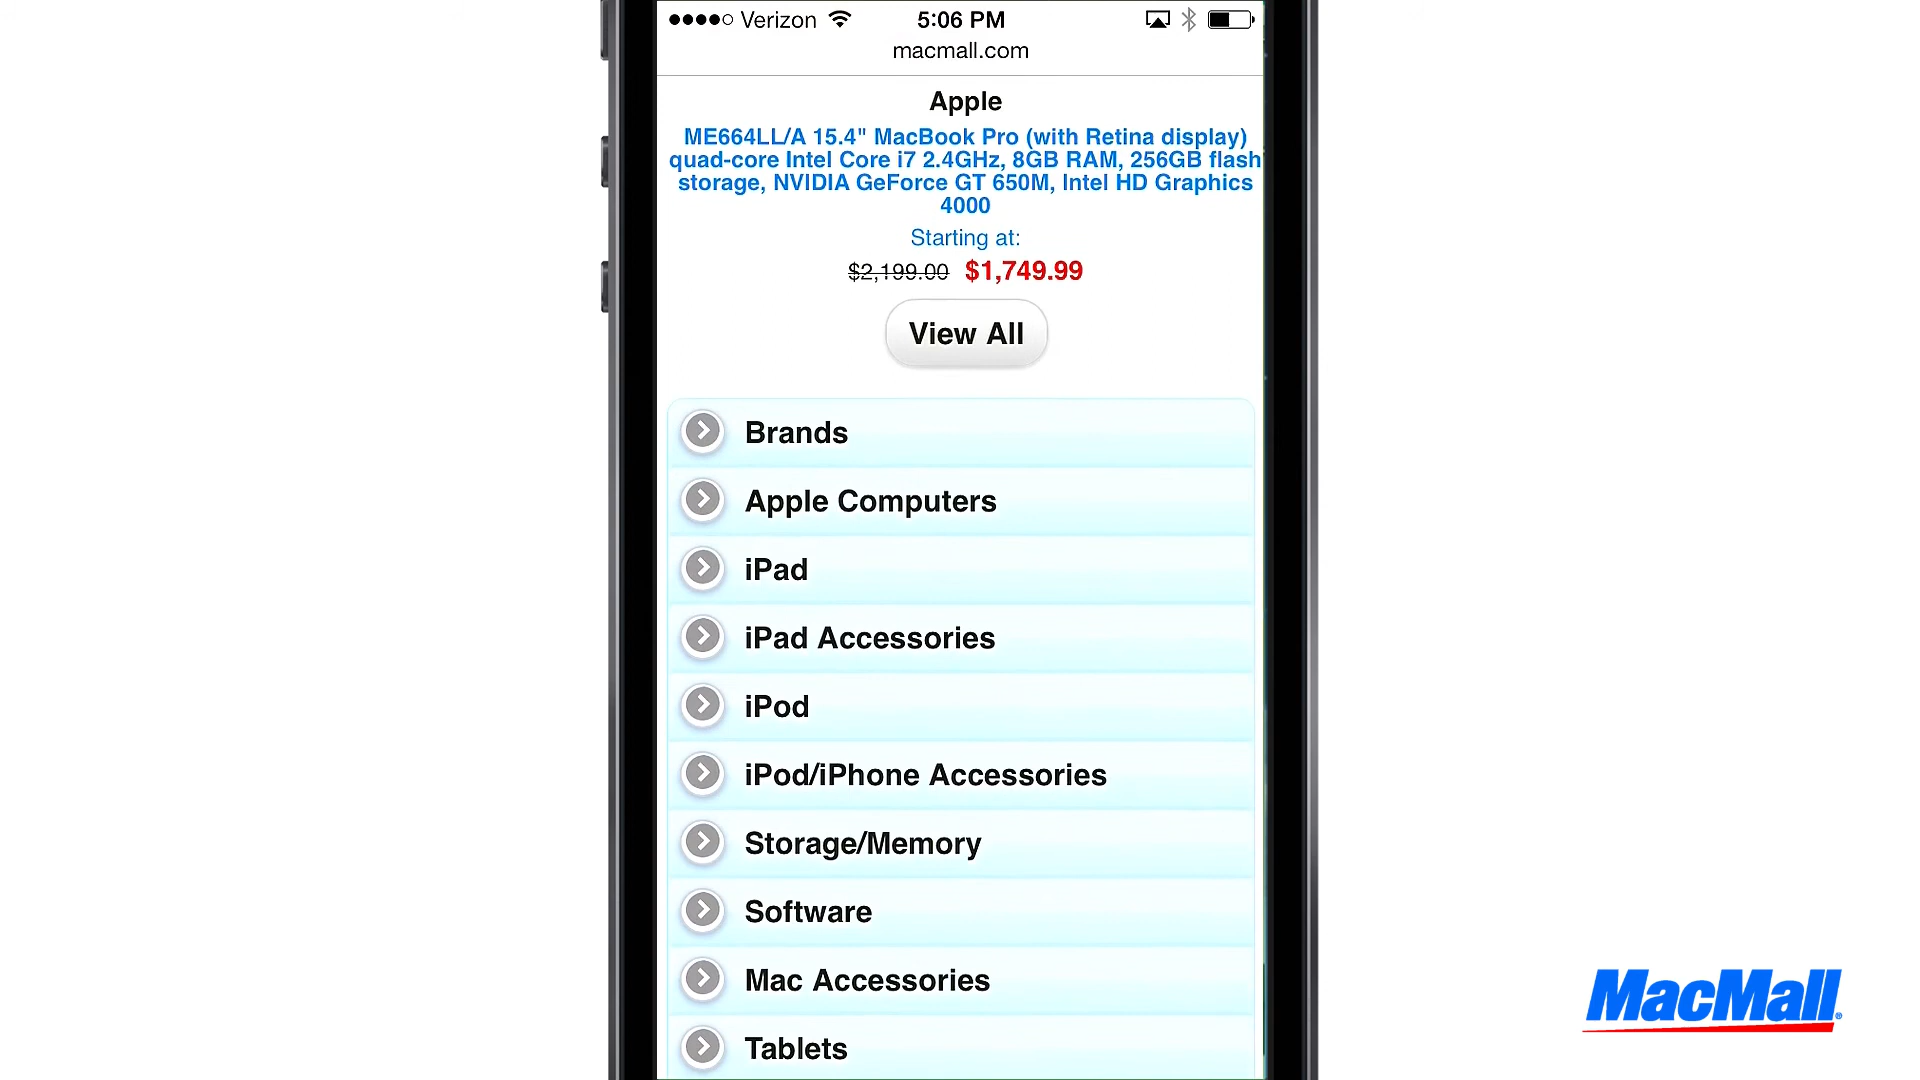 Verizon 5:06 PM
macmall.com
Apple
ME664LL/A 15.4" MacBook Pro (with Retina display)
quad-core Intel Core i7 2.4GHz, 8GB RAM, 256GB flash
storage, NVIDIA GeForce GT 650M, Intel HD Graphics
4000
Starting at:
$2,199.00 $1,749.99
View All
Brands
Apple Computers
iPad
iPad Accessories
iPod
iPod/iPhone Accessories
Storage/Memory
Software
Mac Accessories
Tablets
MacMall®